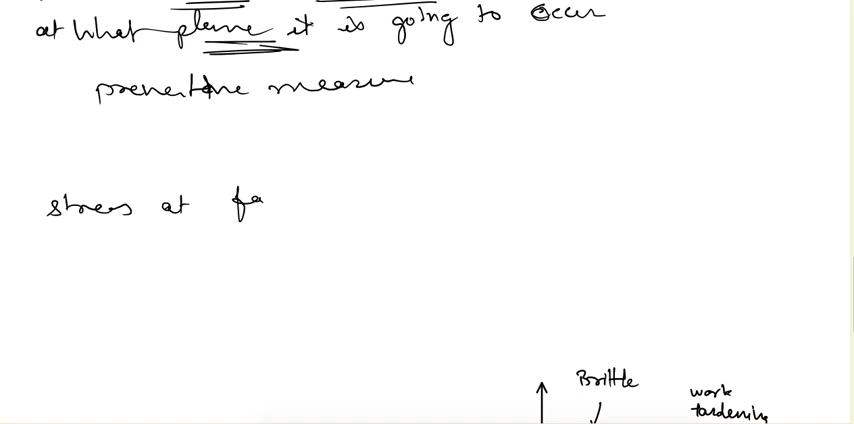 at What plane it is going to occur
preventive measure
stress at fa
Brittle
work
hardening